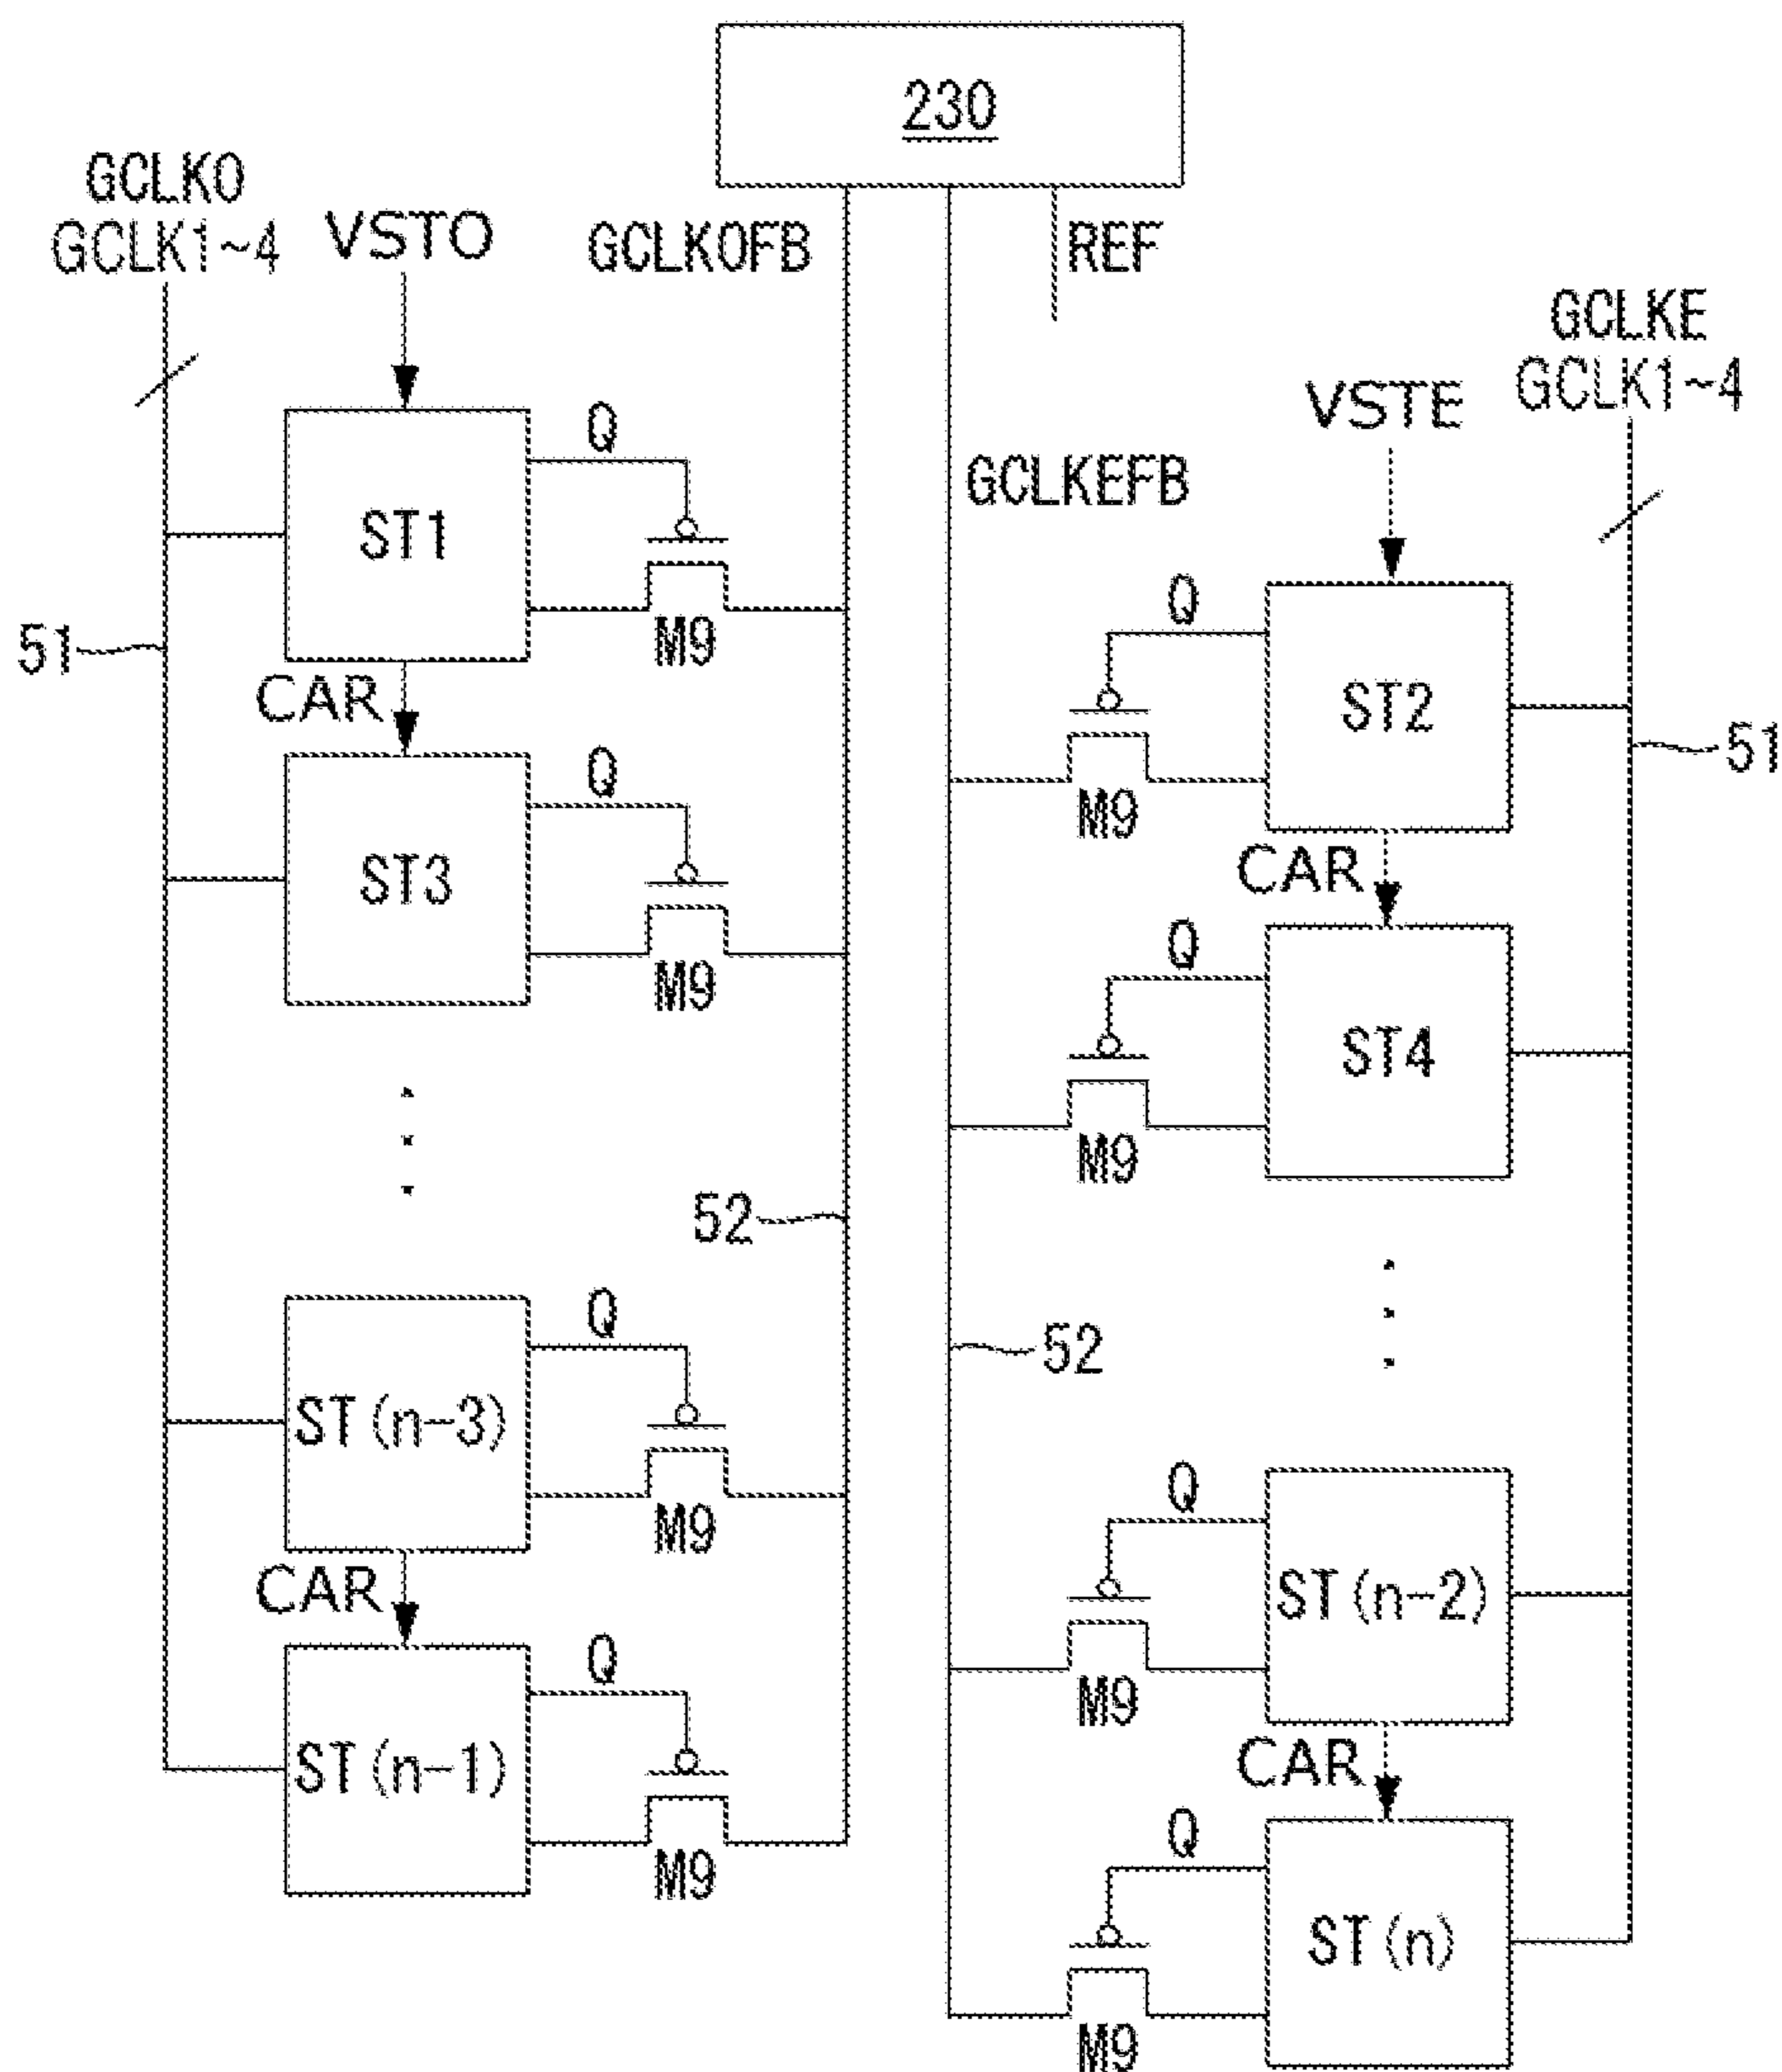 230
GCLKO
GCLK1~4
VSTO
GCLKOFB
REF
GCLKE
GCLK1~4
VSTE
GCLKEFB
Q
ST1
M9
51
CAR
Q
ST2
M9
51
CAR
Q
ST3
M9
Q
ST4
M9
52
52
Q
ST(n-3)
M9
CAR
Q
ST(n-2)
M9
CAR
Q
ST(n-1)
M9
Q
ST(n)
M9